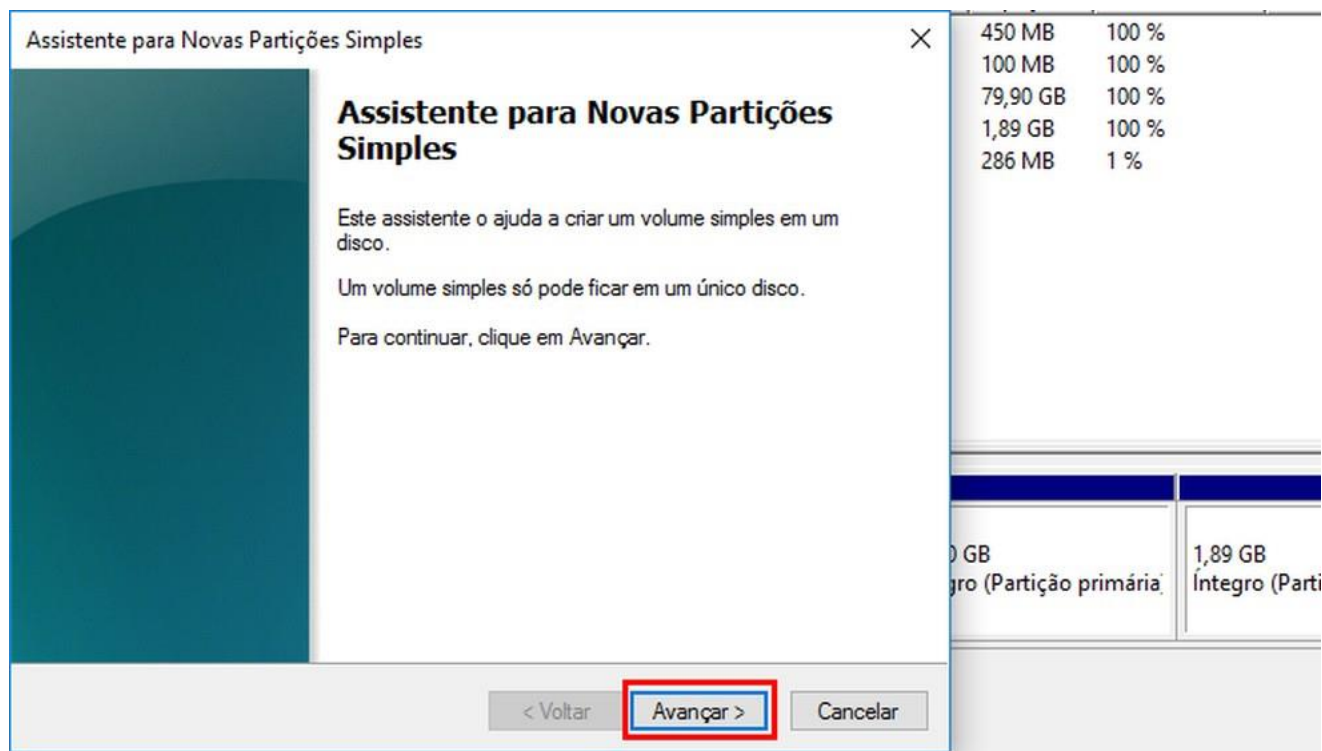 Assistente para Novas Partições Simples
Assistente para Novas Partições
Simples
Este assistente o ajuda a criar um volume simples em um
disco.
Um volume simples só pode ficar em um único disco.
Para continuar, clique em Avançar.
< Voltar
Avançar >
Cancelar
450 MB 100 %
100 MB 100 %
79,90 GB 100 %
1,89 GB 100 %
286 MB 1 %
GB
(Partição primária)
1,89 GB
Íntegro